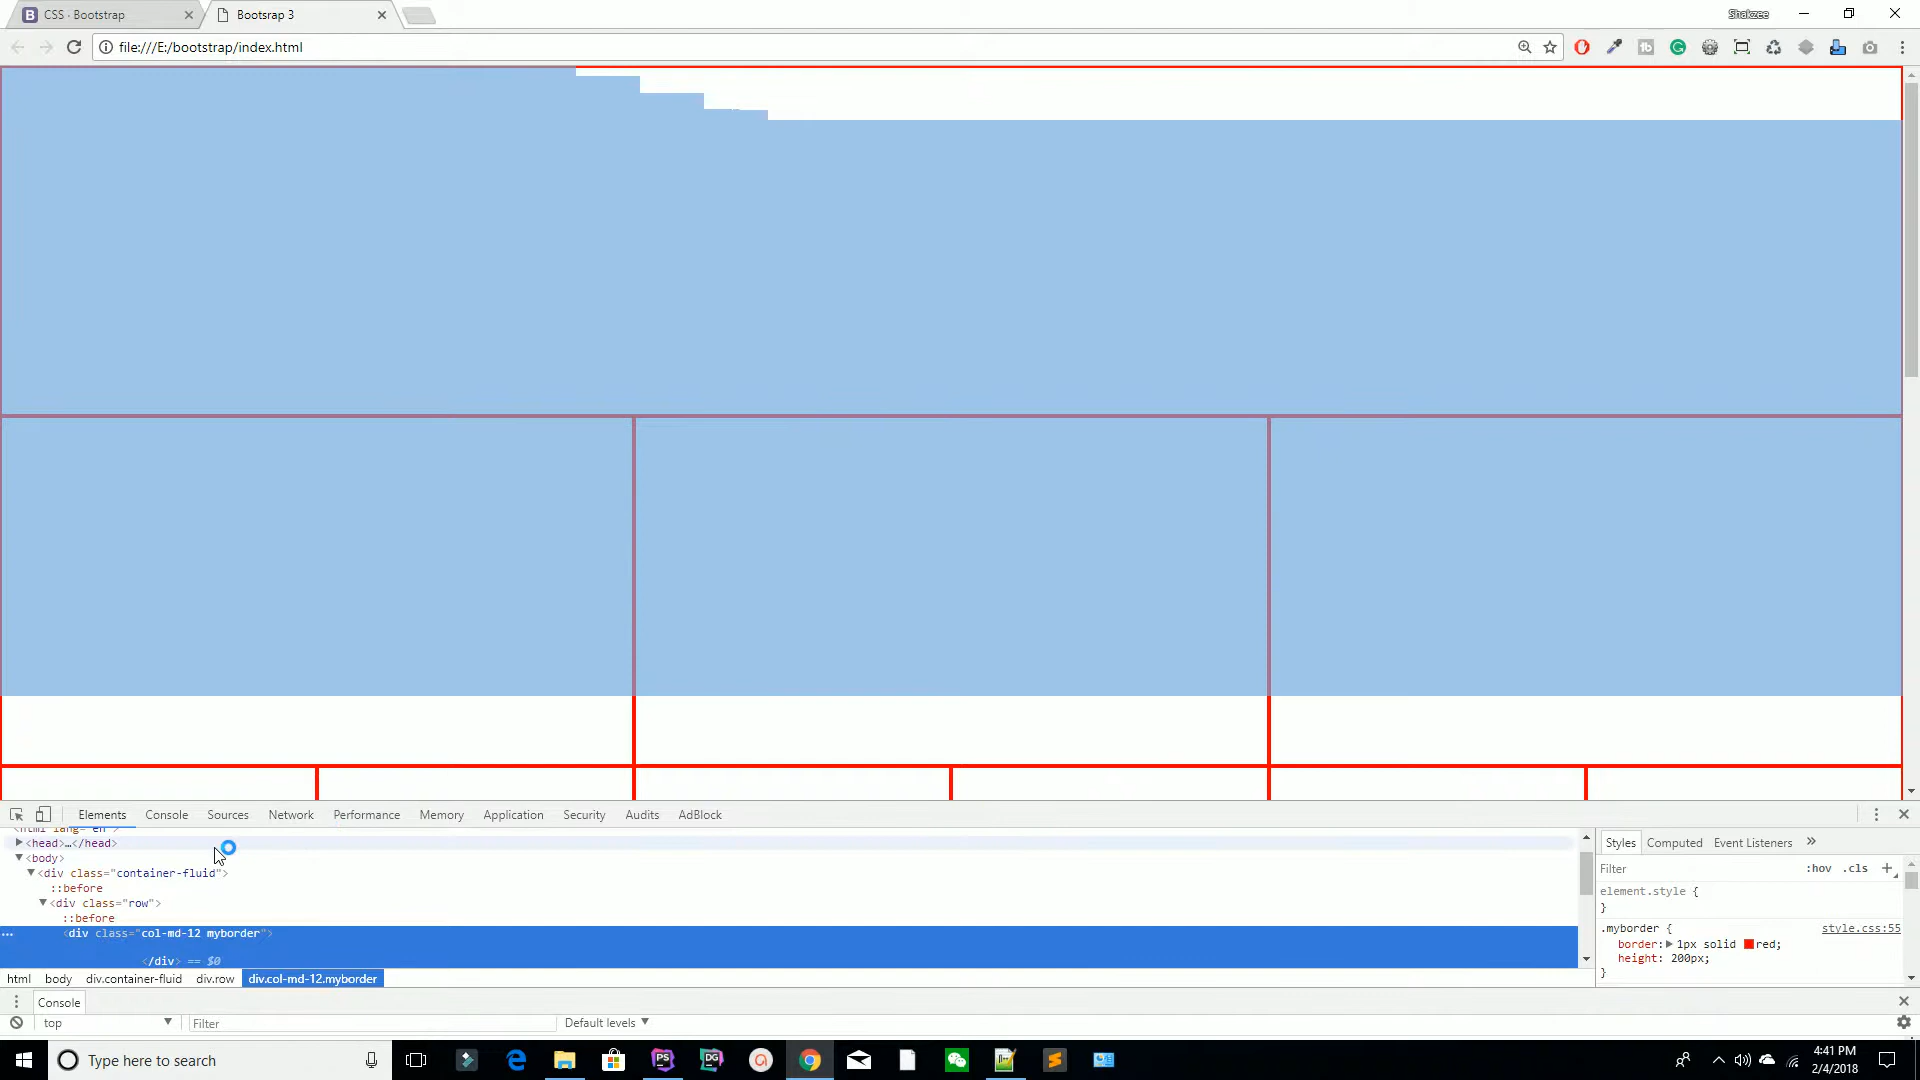 CSS · Bootstrap
Bootsrap 3
Shakzee
file:///E:/bootstrap/index.html
Elements Console Sources Network Performance Memory Application Security Audits AdBlock
<html lang="en">
<head>…</head>
<body>
<div class="container-fluid">
::before
<div class="row">
::before
<div class="col-md-12 myborder">
</div> == $0
html body div.container-fluid div.row div.col-md-12.myborder
Styles Computed Event Listeners
Filter :hov .cls
element.style {
}
.myborder { style.css:55
border: 1px solid red;
height: 200px;
}
Console
top Filter Default levels
Type here to search
4:41 PM
2/4/2018